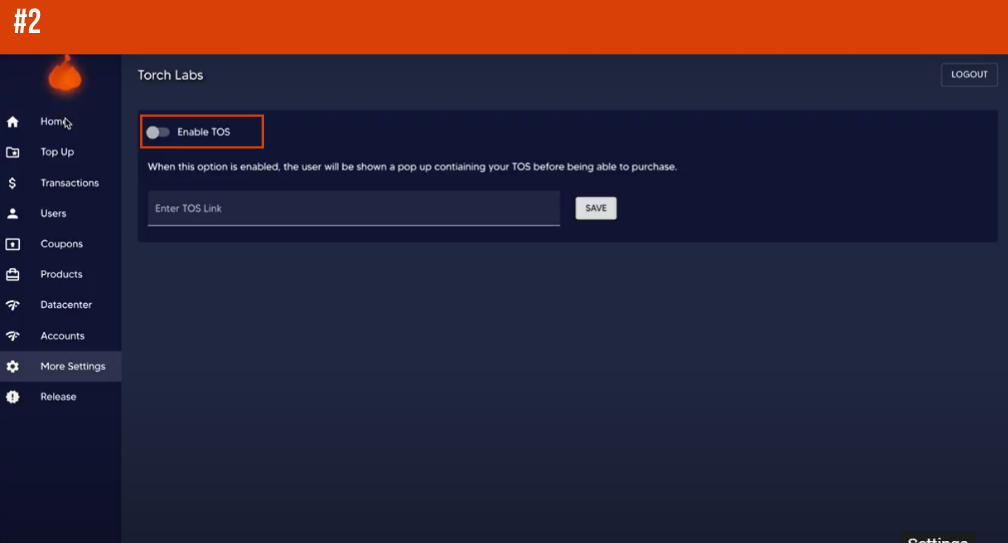 #2
Torch Labs
LOGOUT
Home
Top Up
Transactions
Users
Coupons
Products
Datacenter
Accounts
More Settings
Release
Enable TOS
When this option is enabled, the user will be shown a pop up contiaining your TOS before being able to purchase.
Enter TOS Link
SAVE
Settings